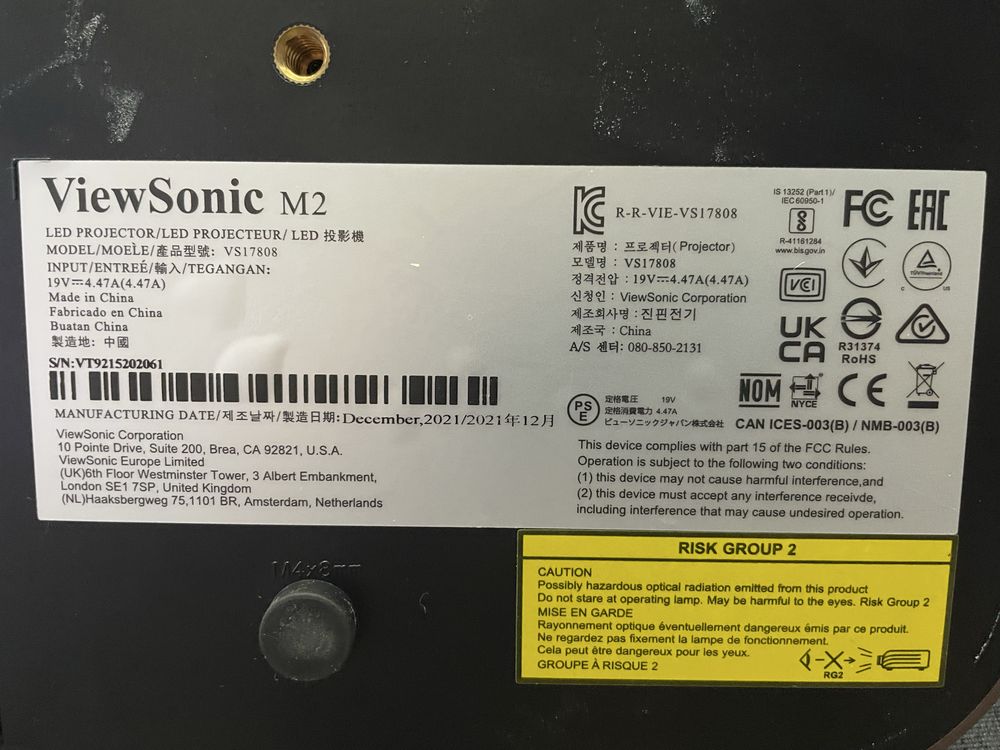 ViewSonic M2
LED PROJECTOR/LED PROJECTEUR/ LED 投影機
MODEL/MOELÈ/產品型號: VS17808
INPUT/ENTREÉ/輸入/TEGANGAN:
19V⎓4.47A(4.47A)
Made in China
Fabricado en China
Buatan China
製造地: 中國
S/N:VT9215202061
MANUFACTURING DATE/제조날짜/製造日期:December,2021/2021年12月
ViewSonic Corporation
10 Pointe Drive, Suite 200, Brea, CA 92821, U.S.A.
ViewSonic Europe Limited
(UK)6th Floor Westminster Tower, 3 Albert Embankment,
London SE1 7SP, United Kingdom
(NL)Haaksbergweg 75,1101 BR, Amsterdam, Netherlands
R-R-VIE-VS17808
제품명 : 프로젝터(Projector)
모델명 : VS17808
정격전압 : 19V⎓4.47A(4.47A)
신청인 : ViewSonic Corporation
제조회사명 : 진핀전기
제조국 : China
A/S 센터: 080-850-2131
IS 13252 (Part 1)/
IEC 60950-1
R-41161284
www.bis.gov.in
FC
EAC
VCI
TÜVRheinland
C US
UK
CA
R31374
RoHS
NOM
NYCE
CE
PS
E
定格電圧 19V
定格消費電力 4.47A
ビューソニックジャパン株式会社
CAN ICES-003(B) / NMB-003(B)
This device complies with part 15 of the FCC Rules.
Operation is subject to the following two conditions:
(1) this device may not cause harmful interference,and
(2) this device must accept any interference receivde,
including interference that may cause undesired operation.
M4x8
RISK GROUP 2
CAUTION
Possibly hazardous optical radiation emitted from this product
Do not stare at operating lamp. May be harmful to the eyes. Risk Group 2
MISE EN GARDE
Rayonnement optique éventuellement dangereux émis par ce produit.
Ne regardez pas fixement la lampe de fonctionnement.
Cela peut être dangereux pour les yeux.
GROUPE À RISQUE 2
RG2